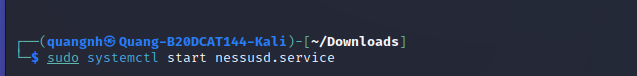 ┌──(quangnh㉿Quang-B20DCAT144-Kali)-[~/Downloads]
└─$ sudo systemctl start nessusd.service